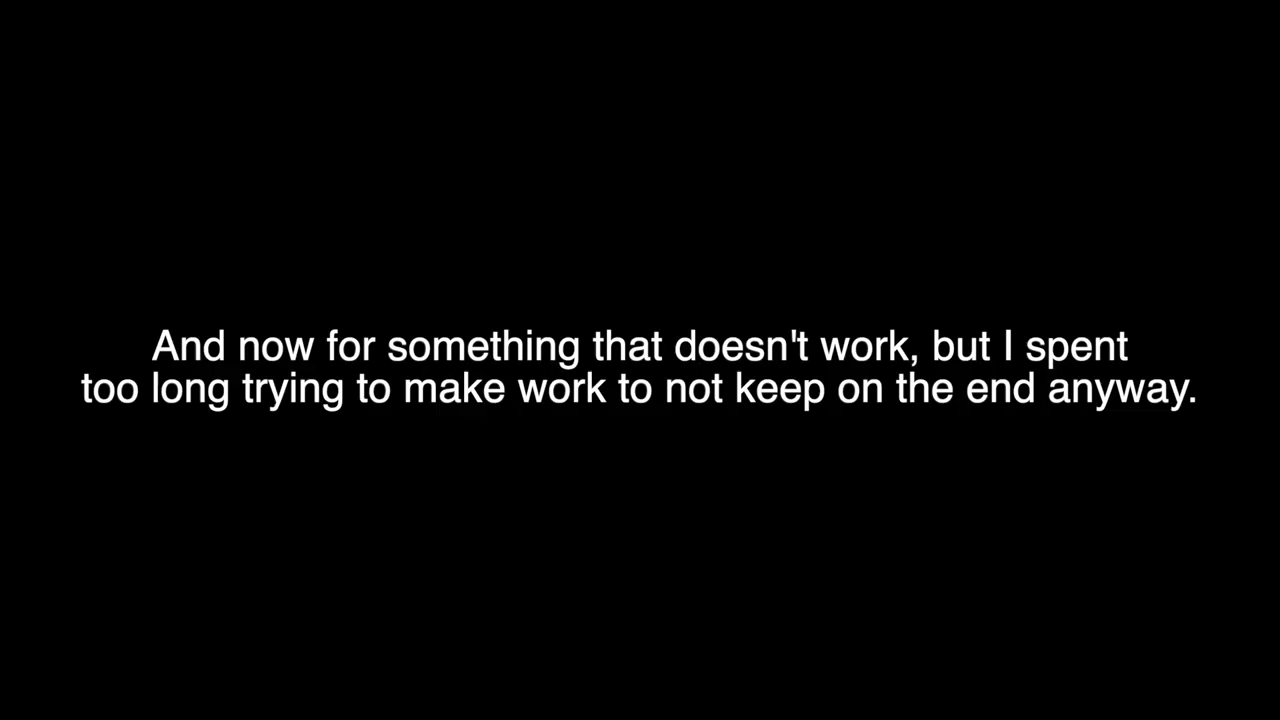 And now for something that doesn't work, but I spent
too long trying to make work to not keep on the end anyway.